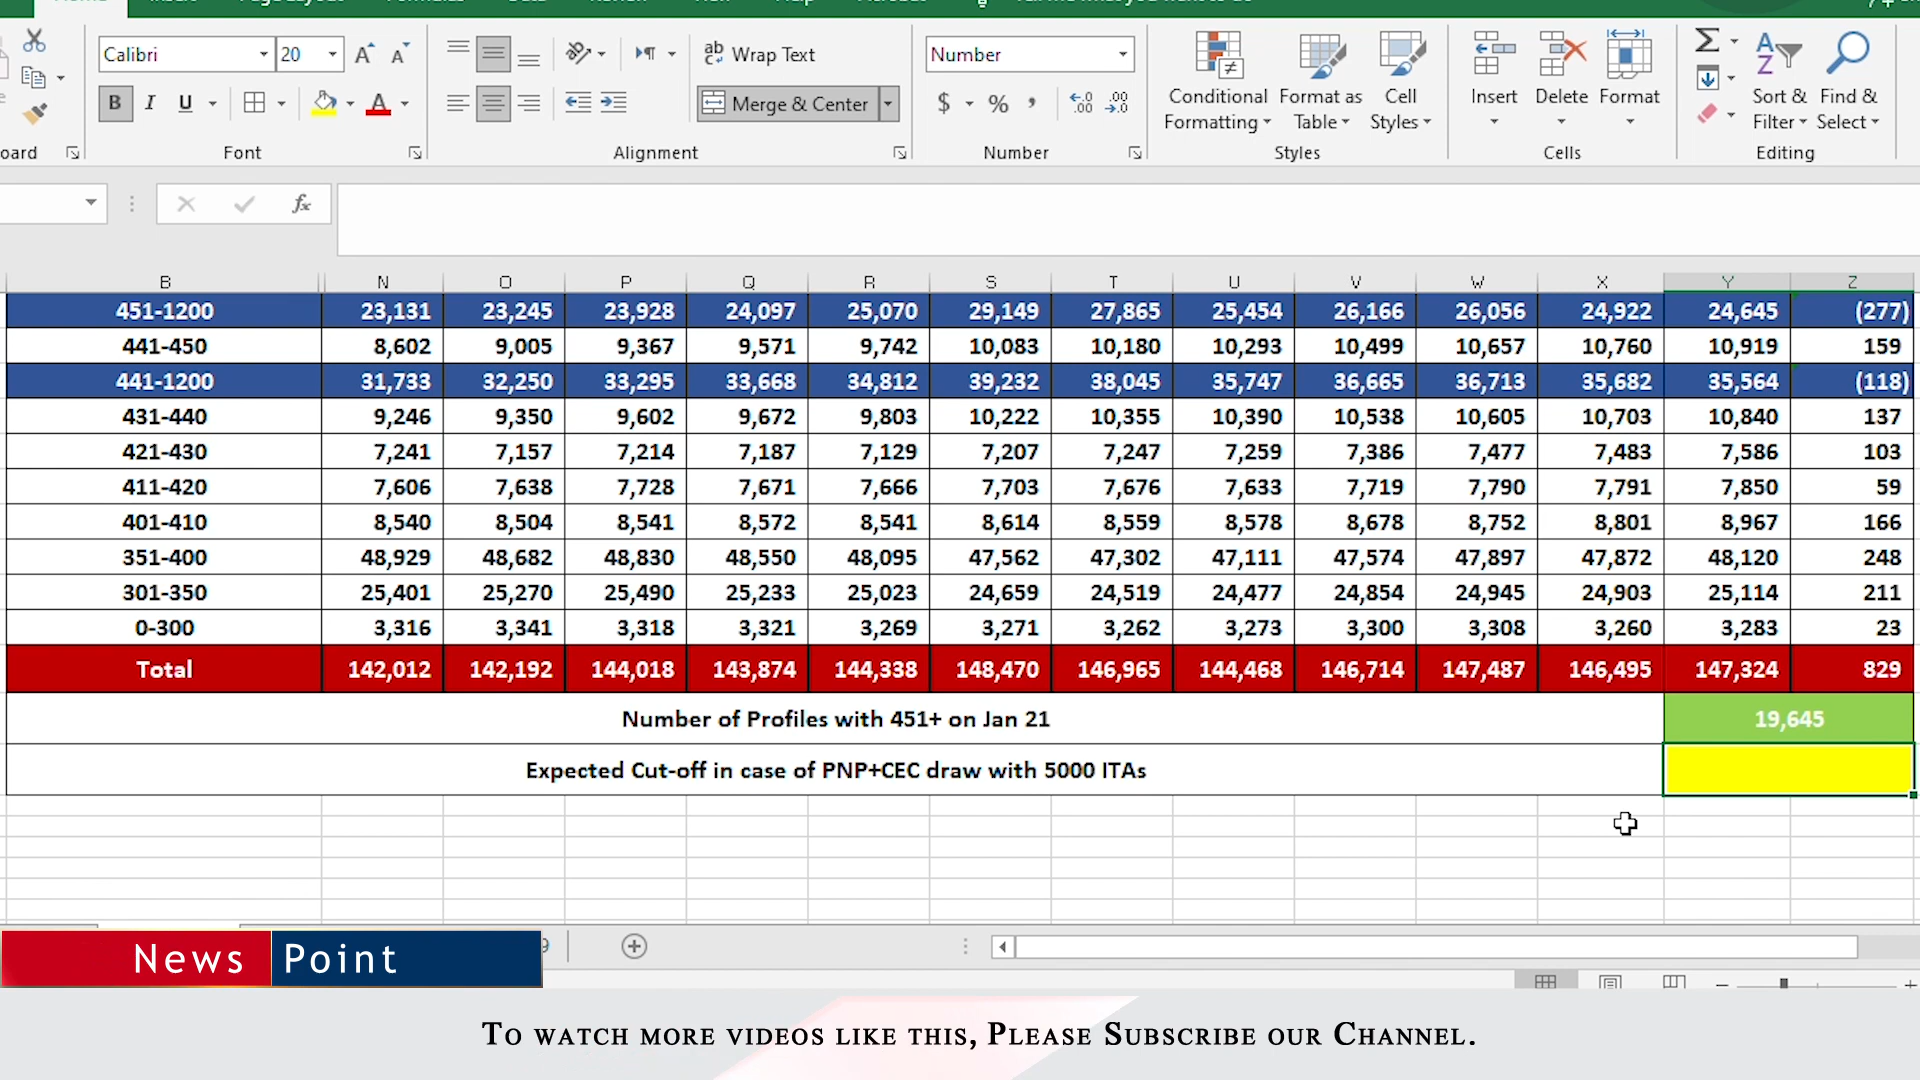 Calibri 20 Wrap Text Number
B I U Merge & Center $ % Conditional Formatting Format as Table Cell Styles Insert Delete Format Sort & Filter Find & Select
oard Font Alignment Number Styles Cells Editing
fx
B N O P Q R S T U V W X Y Z
451-1200 23,131 23,245 23,928 24,097 25,070 29,149 27,865 25,454 26,166 26,056 24,922 24,645 (277)
441-450 8,602 9,005 9,367 9,571 9,742 10,083 10,180 10,293 10,499 10,657 10,760 10,919 159
441-1200 31,733 32,250 33,295 33,668 34,812 39,232 38,045 35,747 36,665 36,713 35,682 35,564 (118)
431-440 9,246 9,350 9,602 9,672 9,803 10,222 10,355 10,390 10,538 10,605 10,703 10,840 137
421-430 7,241 7,157 7,214 7,187 7,129 7,207 7,247 7,259 7,386 7,477 7,483 7,586 103
411-420 7,606 7,638 7,728 7,671 7,666 7,703 7,676 7,633 7,719 7,790 7,791 7,850 59
401-410 8,540 8,504 8,541 8,572 8,541 8,614 8,559 8,578 8,678 8,752 8,801 8,967 166
351-400 48,929 48,682 48,830 48,550 48,095 47,562 47,302 47,111 47,574 47,897 47,872 48,120 248
301-350 25,401 25,270 25,490 25,233 25,023 24,659 24,519 24,477 24,854 24,945 24,903 25,114 211
0-300 3,316 3,341 3,318 3,321 3,269 3,271 3,262 3,273 3,300 3,308 3,260 3,283 23
Total 142,012 142,192 144,018 143,874 144,338 148,470 146,965 144,468 146,714 147,487 146,495 147,324 829
Number of Profiles with 451+ on Jan 21 19,645
Expected Cut-off in case of PNP+CEC draw with 5000 ITAs
News Point
To watch more videos like this, Please Subscribe our Channel.